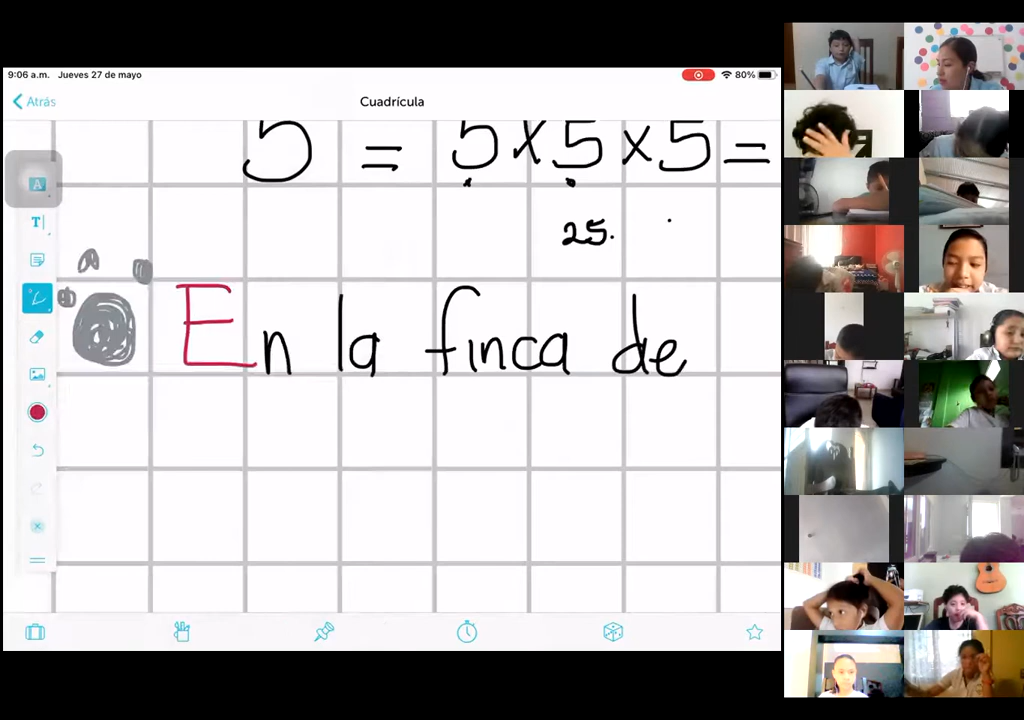 9:06 a.m. Jueves 27 de mayo 80%
Atrás
Cuadrícula
5 = 5 x 5 x 5 =
25.
A
T
En la finca de